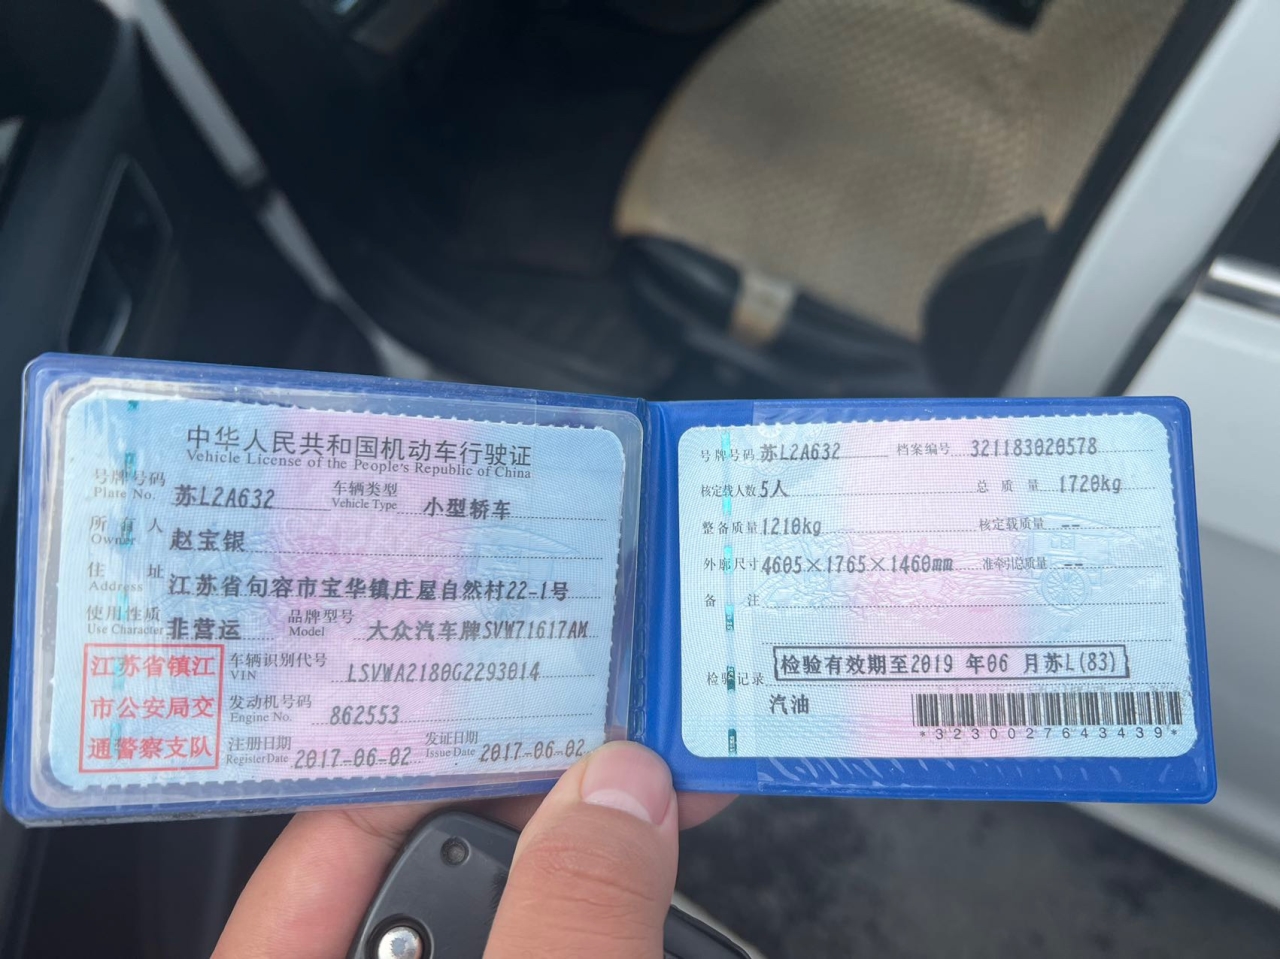 中华人民共和国机动车行驶证
Vehicle License of the People's Republic of China
号牌号码 苏L2A632 车辆类型 小型轿车
Plate No. Vehicle Type
所有人 赵宝银
Owner
住址 江苏省句容市宝华镇庄屋自然村22-1号
Address
使用性质 非营运 品牌型号 大众汽车牌SVW71617AM
Use Character Model
江苏省镇江
市公安局交
通警察支队
车辆识别代号 LSVWA2180G2293014
VIN
发动机号码 862553
Engine No.
注册日期 2017-06-02 发证日期 2017-06-02
Register Date Issue Date
号牌号码 苏L2A632 档案编号 321183020578
核定载人数 5人 总质量 1720kg
整备质量 1210kg 核定载质量 --
外廓尺寸 4605×1765×1460mm 准牵引总质量 --
备注
检验记录 检验有效期至2019 年06 月苏L(83)
汽油
*3230027643439*